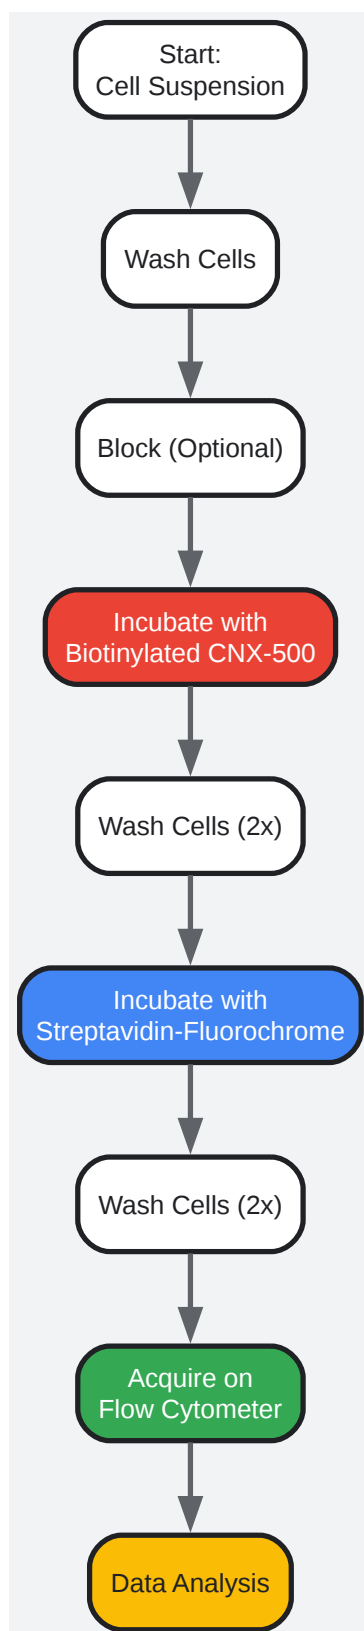 Start:
Cell Suspension
Wash Cells
Block (Optional)
Incubate with
Biotinylated CNX-500
Wash Cells (2x)
Incubate with
Streptavidin-Fluorochrome
Wash Cells (2x)
Acquire on
Flow Cytometer
Data Analysis